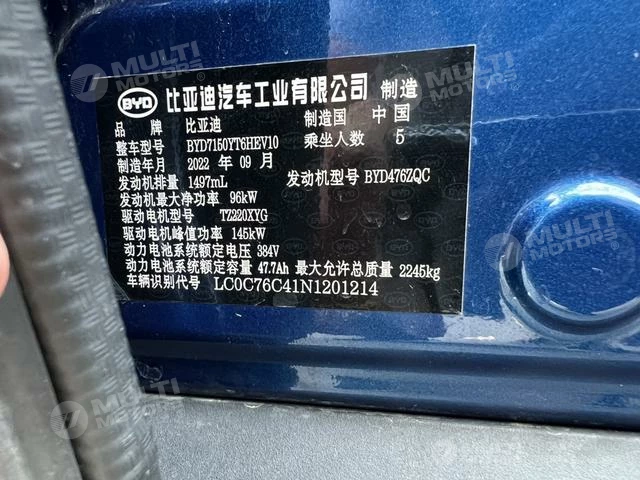 BYD 比亚迪汽车工业有限公司 制造
品牌 比亚迪 制造国 中国
整车型号 BYD7150YT6HEV10 乘坐人数 5
制造年月 2022 年 09 月
发动机排量 1497mL 发动机型号 BYD476ZQC
发动机最大净功率 96kW
驱动电机型号 TZ220XYG
驱动电机峰值功率 145kW
动力电池系统额定电压 384V
动力电池系统额定容量 47.7Ah 最大允许总质量 2245kg
车辆识别代号 LC0C76C41N1201214
MULTI MOTORS
MULTI MOTORS
MULTI MOTORS
MULTI MOTORS